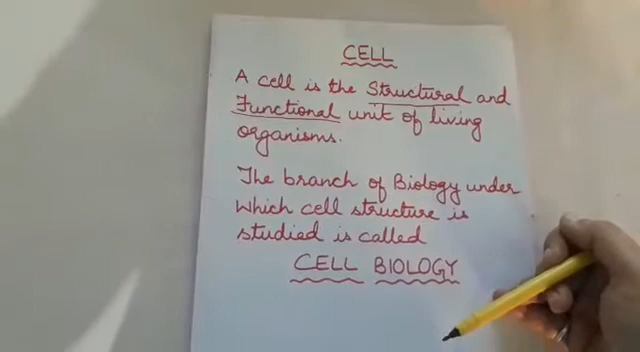 CELL
A cell is the Structural and
Functional unit of living
organisms.
The branch of Biology under
which cell structure is
studied is called
CELL BIOLOGY